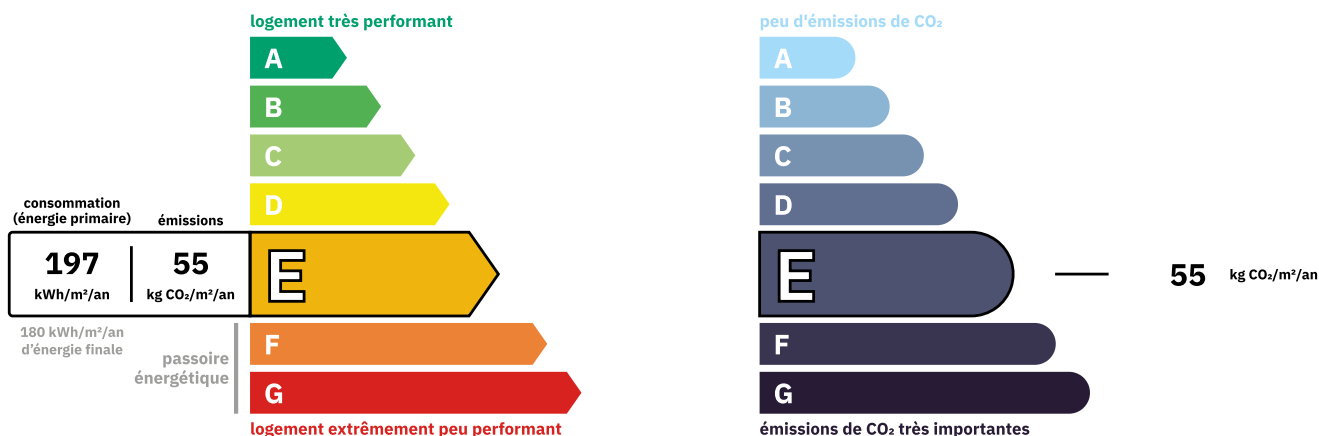 logement très performant
A
B
C
D
consommation
(énergie primaire)
émissions
197
kWh/m²/an
55
kg CO₂/m²/an
E
180 kWh/m²/an
d'énergie finale
passoire
énergétique
F
G
logement extrêmement peu performant
peu d'émissions de CO₂
A
B
C
D
E
55 kg CO₂/m²/an
F
G
émissions de CO₂ très importantes